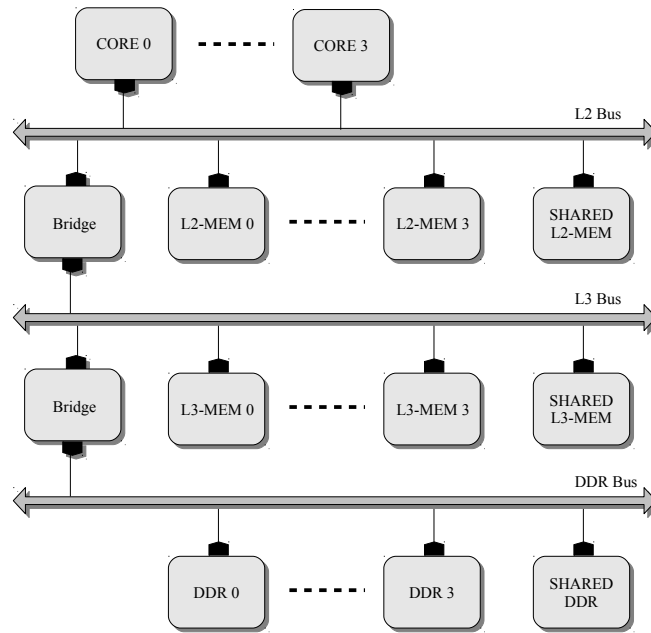 CORE 0
CORE 3
L2 Bus
Bridge
L2-MEM 0
L2-MEM 3
SHARED
L2-MEM
L3 Bus
Bridge
L3-MEM 0
L3-MEM 3
SHARED
L3-MEM
DDR Bus
DDR 0
DDR 3
SHARED
DDR